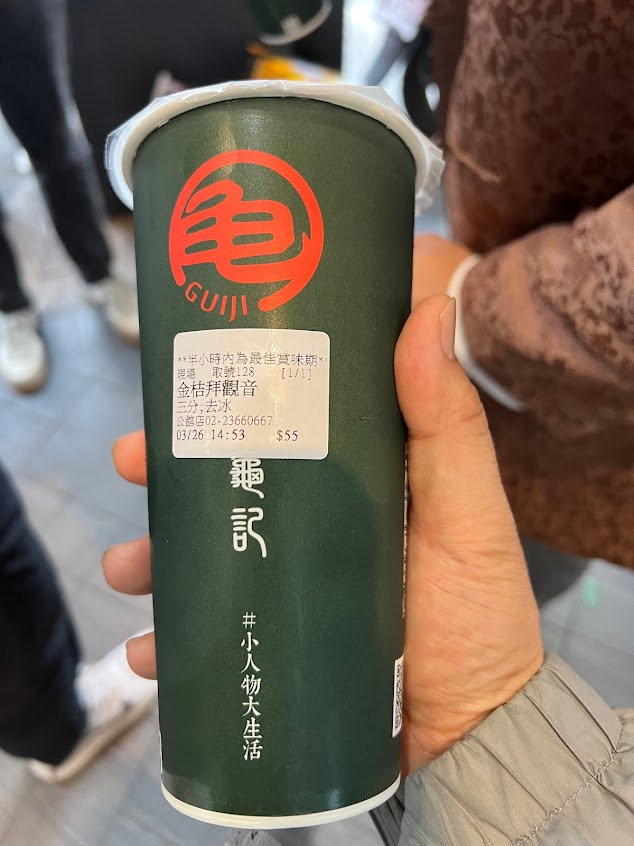 龜
GUIJI
**半小時內為最佳賞味期**
現場 取號128 [1/1]
金桔拜觀音
三分,去冰
公館店02-23660667
03/26 14:53 $55
龜記
#小人物大生活